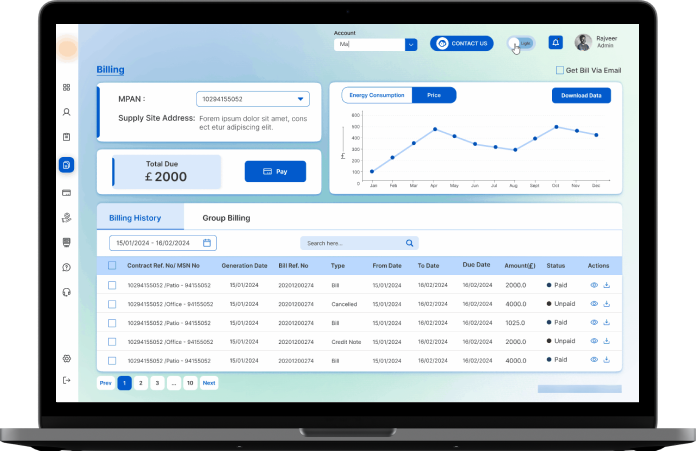 Account
Ma
CONTACT US
Light
Rajveer
Admin
Billing
Get Bill Via Email
MPAN :
10294155052
Supply Site Address:
Forem ipsum dolor sit amet, cons
ect etur adipiscing elit.
Total Due
£ 2000
Pay
Energy Consumption
Price
Download Data
600
500
400
300
200
100
0
£
Jan Feb Mar Apr May Jun Jul Aug Sept Oct Nov Dec
Billing History
Group Billing
15/01/2024 - 16/02/2024
Search here..
Contract Ref. No/ MSN No Generation Date Bill Ref. No Type From Date To Date Due Date Amount(£) Status Actions
10294155052 /Patio - 94155052 15/01/2024 20201200274 Bill 15/01/2024 16/02/2024 16/02/2024 2000.0 Paid
10294155052 /Office - 94155052 15/01/2024 20201200274 Cancelled 15/01/2024 16/02/2024 16/02/2024 4000.0 Unpaid
10294155052 /Patio - 94155052 15/01/2024 20201200274 Bill 15/01/2024 16/02/2024 16/02/2024 1025.0 Paid
10294155052 /Office - 94155052 15/01/2024 20201200274 Credit Note 15/01/2024 16/02/2024 16/02/2024 2000.0 Unpaid
10294155052 /Patio - 94155052 15/01/2024 20201200274 Bill 15/01/2024 16/02/2024 16/02/2024 4000.0 Paid
Prev 1 2 3 ... 10 Next